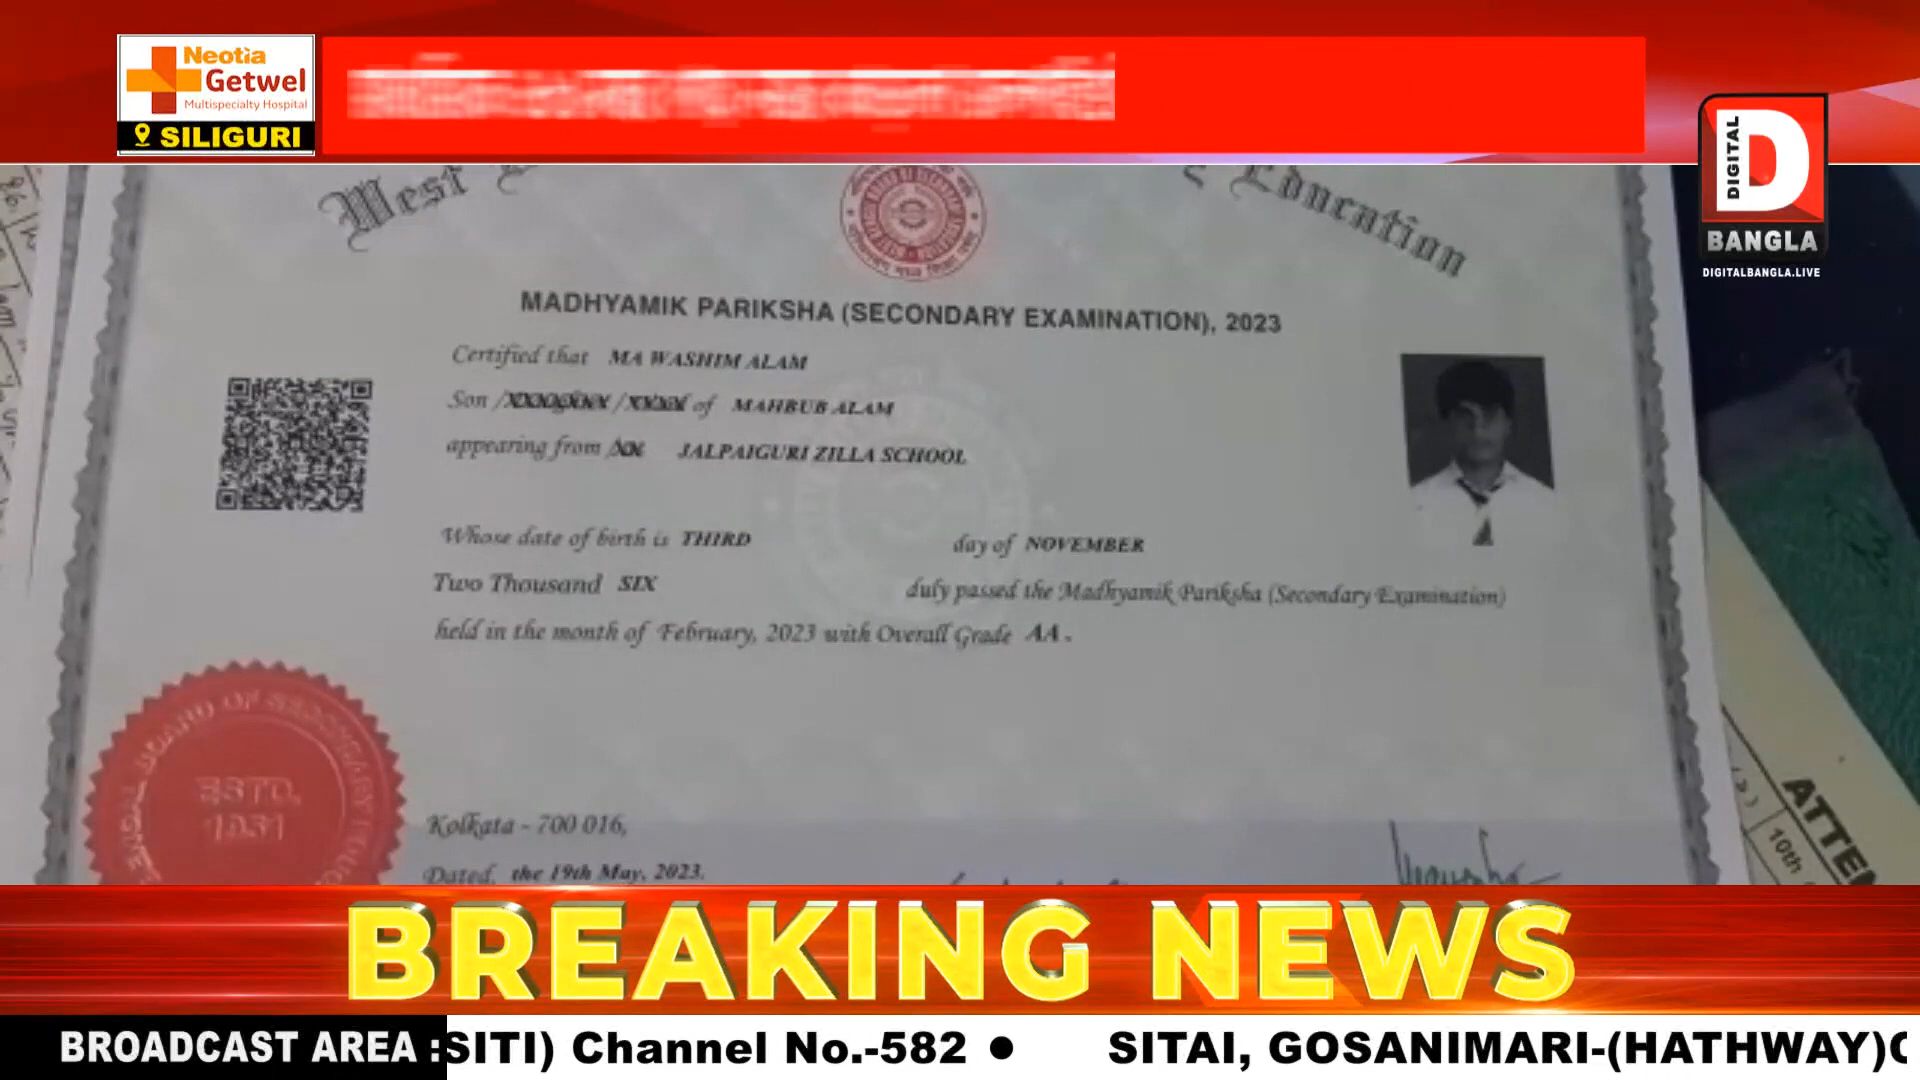 Neotia
Getwel
Multispecialty Hospital
SILIGURI
DIGITAL
D
BANGLA
DIGITALBANGLA.LIVE
West
Education
MADHYAMIK PARIKSHA (SECONDARY EXAMINATION), 2023
Certified that MA WASHIM ALAM
Son / / of MAHBUB ALAM
appearing from JALPAIGURI ZILLA SCHOOL
Whose date of birth is THIRD day of NOVEMBER
Two Thousand SIX duly passed the Madhyamik Pariksha (Secondary Examination)
held in the month of February, 2023 with Overall Grade AA.
ESTD.
1951
Kolkata - 700 016,
Dated, the 19th May, 2023.
10th
BREAKING NEWS
BROADCAST AREA : SITI) Channel No.-582 ● SITAI, GOSANIMARI-(HATHWAY)